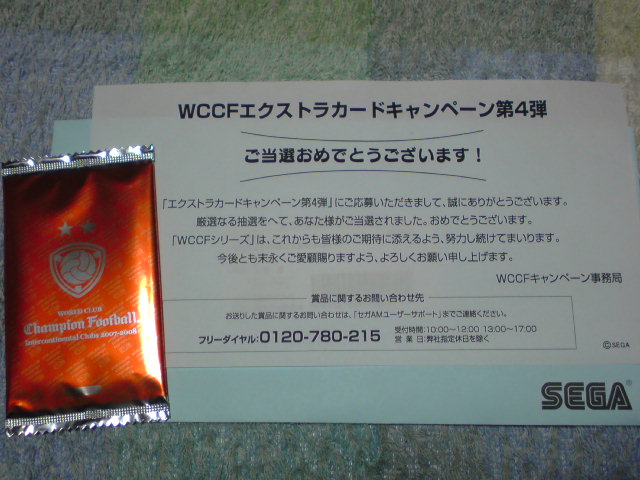 WCCFエクストラカードキャンペーン第4弾
ご当選おめでとうございます！
「エクストラカードキャンペーン第4弾」にご応募いただきまして、誠にありがとうございます。
厳選なる抽選をへて、あなた様がご当選されました。おめでとうございます。
「WCCFシリーズ」は、これからも皆様のご期待に添えるよう、努力し続けてまいります。
今後とも末永くご愛顧賜りますよう、よろしくお願い申し上げます。
WCCFキャンペーン事務局
賞品に関するお問い合わせ先
お送りした賞品に関するお問い合わせは、「セガAMユーザーサポート」までご連絡ください。
フリーダイヤル:0120-780-215
受付時間:10:00~12:00 13:00~17:00
営業日:弊社指定休日を除く
©SEGA
SEGA
WORLD CLUB
Champion Football
Intercontinental Clubs 2007-2008